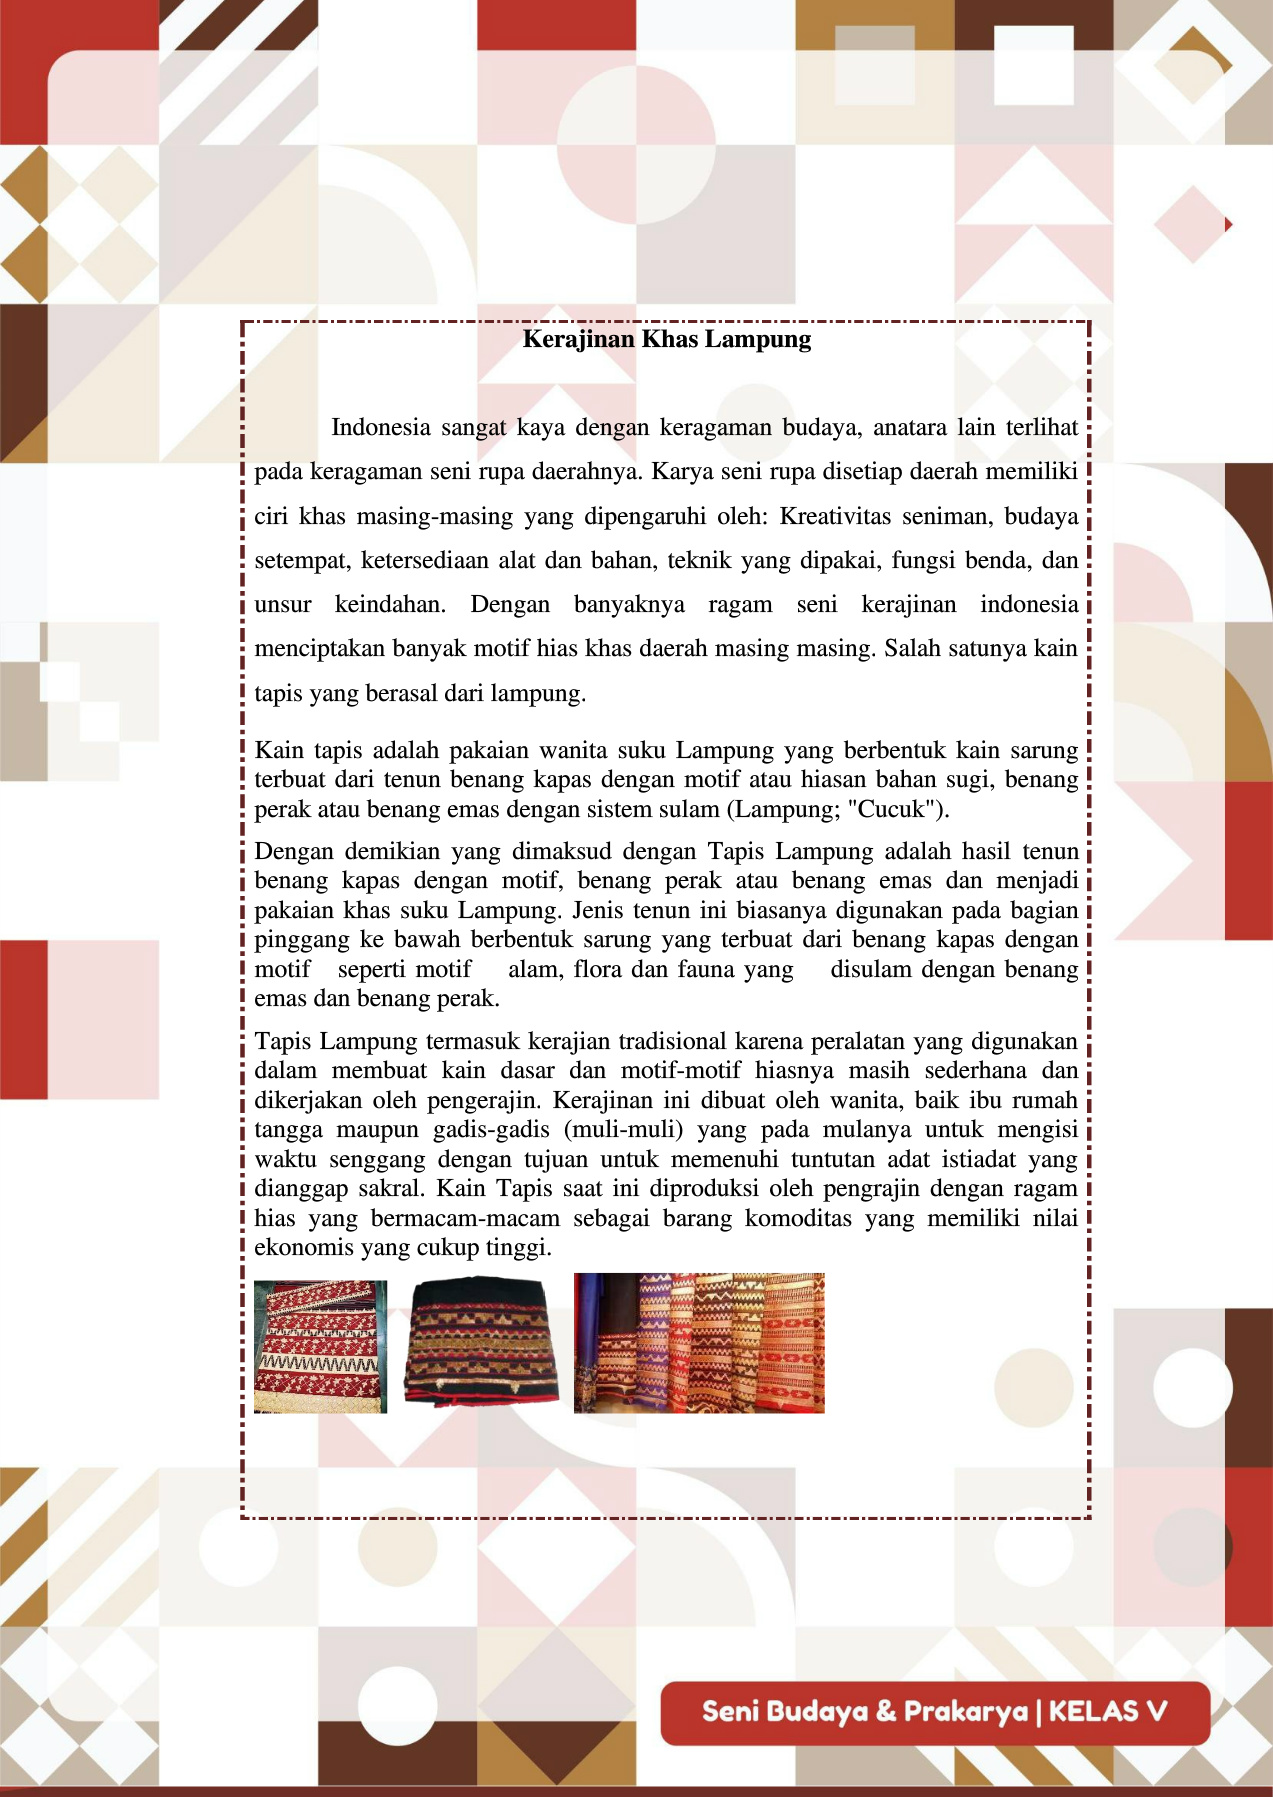 Kerajinan Khas Lampung
Indonesia sangat kaya dengan keragaman budaya, anatara lain terlihat
pada keragaman seni rupa daerahnya. Karya seni rupa disetiap daerah memiliki
ciri khas masing-masing yang dipengaruhi oleh: Kreativitas seniman, budaya
setempat, ketersediaan alat dan bahan, teknik yang dipakai, fungsi benda, dan
unsur keindahan. Dengan banyaknya ragam seni kerajinan indonesia
menciptakan banyak motif hias khas daerah masing masing. Salah satunya kain
tapis yang berasal dari lampung.
Kain tapis adalah pakaian wanita suku Lampung yang berbentuk kain sarung
terbuat dari tenun benang kapas dengan motif atau hiasan bahan sugi, benang
perak atau benang emas dengan sistem sulam (Lampung; "Cucuk").
Dengan demikian yang dimaksud dengan Tapis Lampung adalah hasil tenun
benang kapas dengan motif, benang perak atau benang emas dan menjadi
pakaian khas suku Lampung. Jenis tenun ini biasanya digunakan pada bagian
pinggang ke bawah berbentuk sarung yang terbuat dari benang kapas dengan
motif seperti motif alam, flora dan fauna yang disulam dengan benang
emas dan benang perak.
Tapis Lampung termasuk kerajian tradisional karena peralatan yang digunakan
dalam membuat kain dasar dan motif-motif hiasnya masih sederhana dan
dikerjakan oleh pengerajin. Kerajinan ini dibuat oleh wanita, baik ibu rumah
tangga maupun gadis-gadis (muli-muli) yang pada mulanya untuk mengisi
waktu senggang dengan tujuan untuk memenuhi tuntutan adat istiadat yang
dianggap sakral. Kain Tapis saat ini diproduksi oleh pengrajin dengan ragam
hias yang bermacam-macam sebagai barang komoditas yang memiliki nilai
ekonomis yang cukup tinggi.
Seni Budaya & Prakarya | KELAS V